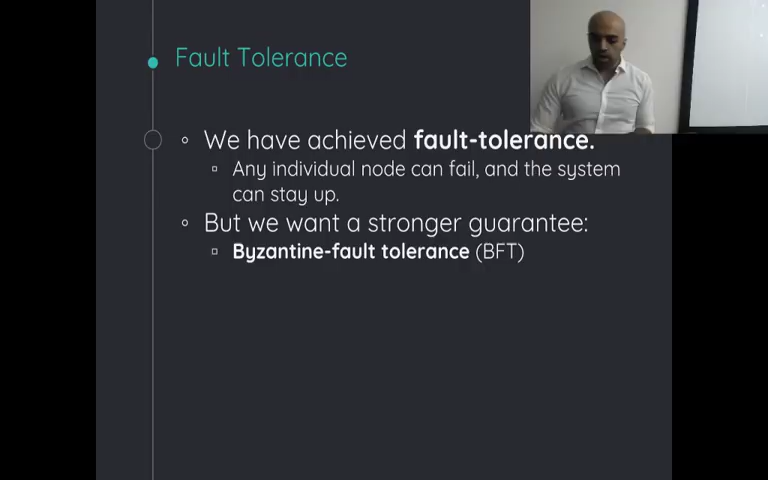 Fault Tolerance
We have achieved fault-tolerance.
Any individual node can fail, and the system
can stay up.
But we want a stronger guarantee:
Byzantine-fault tolerance (BFT)